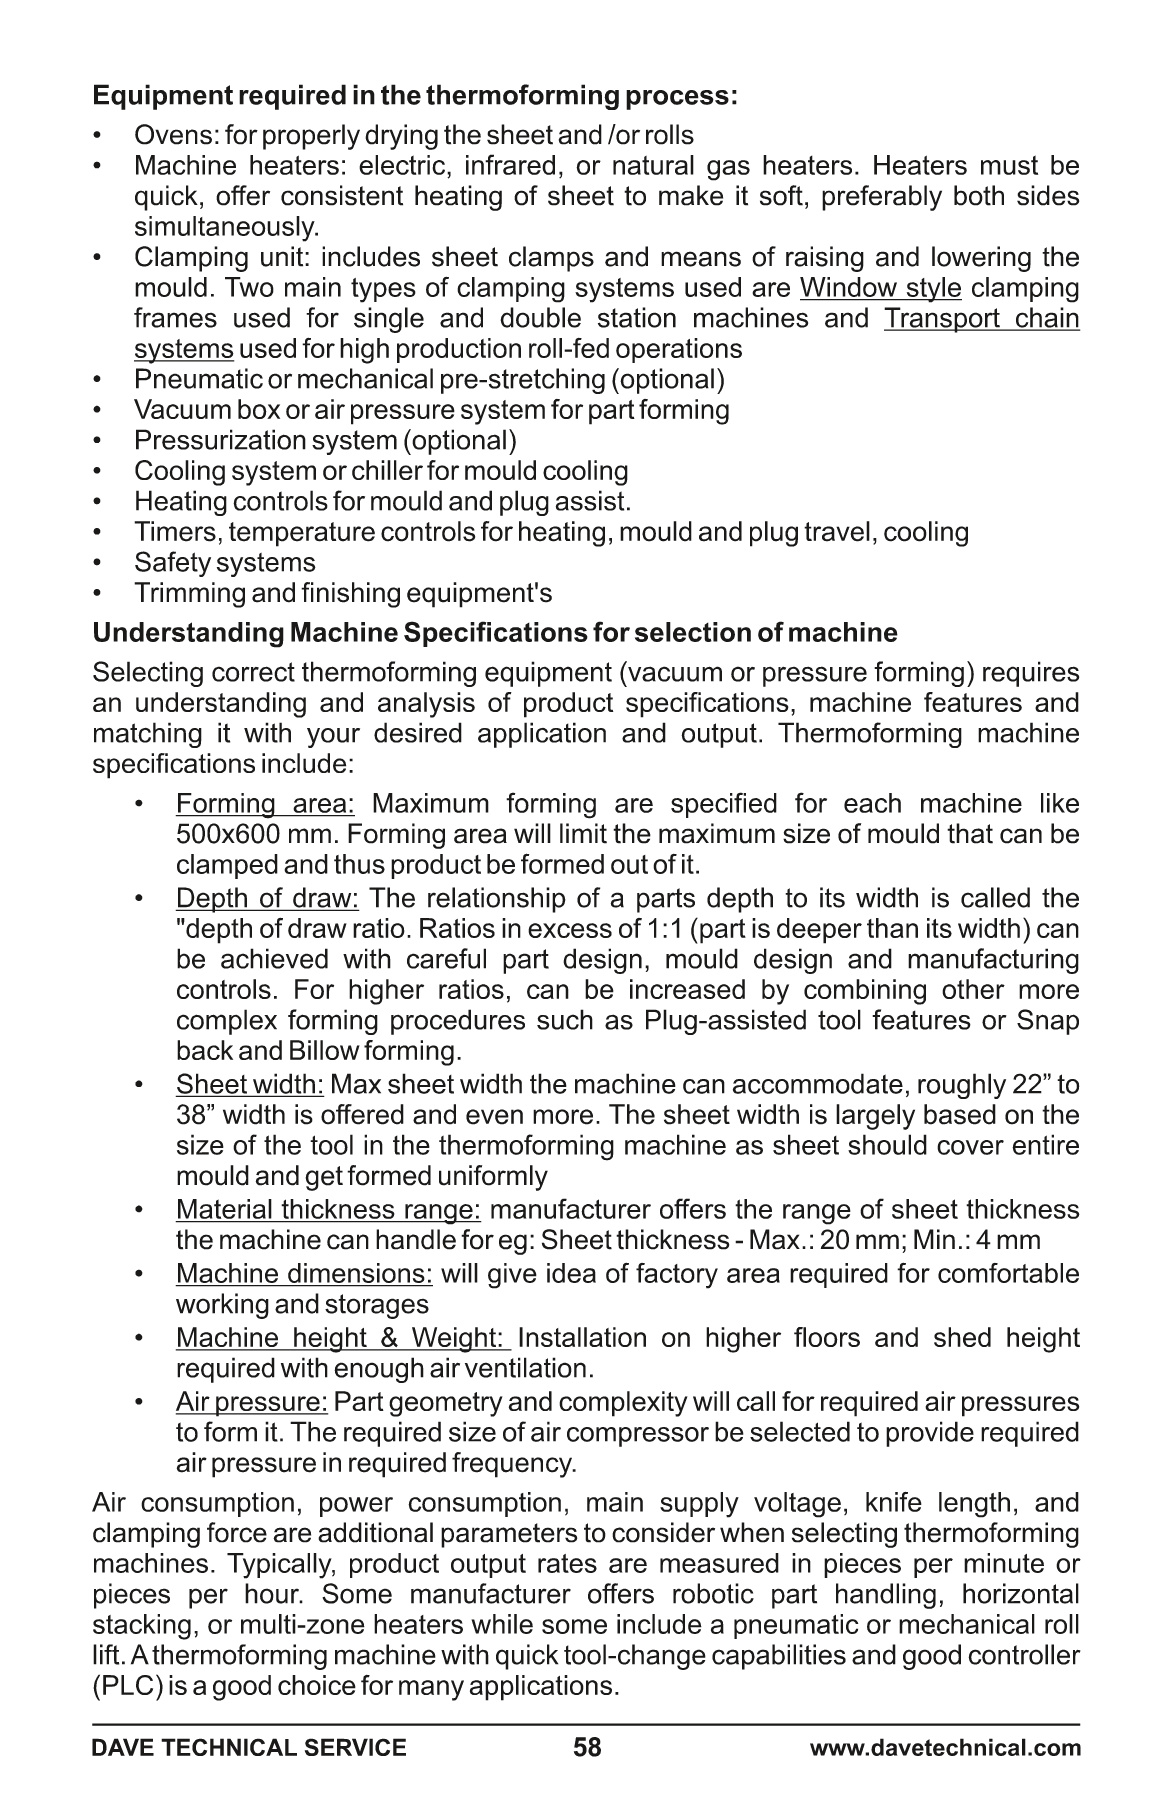 Equipment required in the thermoforming process:
• Ovens: for properly drying the sheet and /or rolls
• Machine heaters: electric, infrared, or natural gas heaters. Heaters must be
quick, offer consistent heating of sheet to make it soft, preferably both sides
simultaneously.
• Clamping unit: includes sheet clamps and means of raising and lowering the
mould. Two main types of clamping systems used are Window style clamping
frames used for single and double station machines and Transport chain
systems used for high production roll-fed operations
• Pneumatic or mechanical pre-stretching (optional)
• Vacuum box or air pressure system for part forming
• Pressurization system (optional)
• Cooling system or chiller for mould cooling
• Heating controls for mould and plug assist.
• Timers, temperature controls for heating, mould and plug travel, cooling
• Safety systems
• Trimming and finishing equipment's
Understanding Machine Specifications for selection of machine
Selecting correct thermoforming equipment (vacuum or pressure forming) requires
an understanding and analysis of product specifications, machine features and
matching it with your desired application and output. Thermoforming machine
specifications include:
• Forming area: Maximum forming are specified for each machine like
500x600 mm. Forming area will limit the maximum size of mould that can be
clamped and thus product be formed out of it.
• Depth of draw: The relationship of a parts depth to its width is called the
"depth of draw ratio. Ratios in excess of 1:1 (part is deeper than its width) can
be achieved with careful part design, mould design and manufacturing
controls. For higher ratios, can be increased by combining other more
complex forming procedures such as Plug-assisted tool features or Snap
back and Billow forming.
• Sheet width: Max sheet width the machine can accommodate, roughly 22” to
38” width is offered and even more. The sheet width is largely based on the
size of the tool in the thermoforming machine as sheet should cover entire
mould and get formed uniformly
• Material thickness range: manufacturer offers the range of sheet thickness
the machine can handle for eg: Sheet thickness - Max.: 20 mm; Min.: 4 mm
• Machine dimensions: will give idea of factory area required for comfortable
working and storages
• Machine height & Weight: Installation on higher floors and shed height
required with enough air ventilation.
• Air pressure: Part geometry and complexity will call for required air pressures
to form it. The required size of air compressor be selected to provide required
air pressure in required frequency.
Air consumption, power consumption, main supply voltage, knife length, and
clamping force are additional parameters to consider when selecting thermoforming
machines. Typically, product output rates are measured in pieces per minute or
pieces per hour. Some manufacturer offers robotic part handling, horizontal
stacking, or multi-zone heaters while some include a pneumatic or mechanical roll
lift. A thermoforming machine with quick tool-change capabilities and good controller
(PLC) is a good choice for many applications.
DAVE TECHNICAL SERVICE 58 www.davetechnical.com